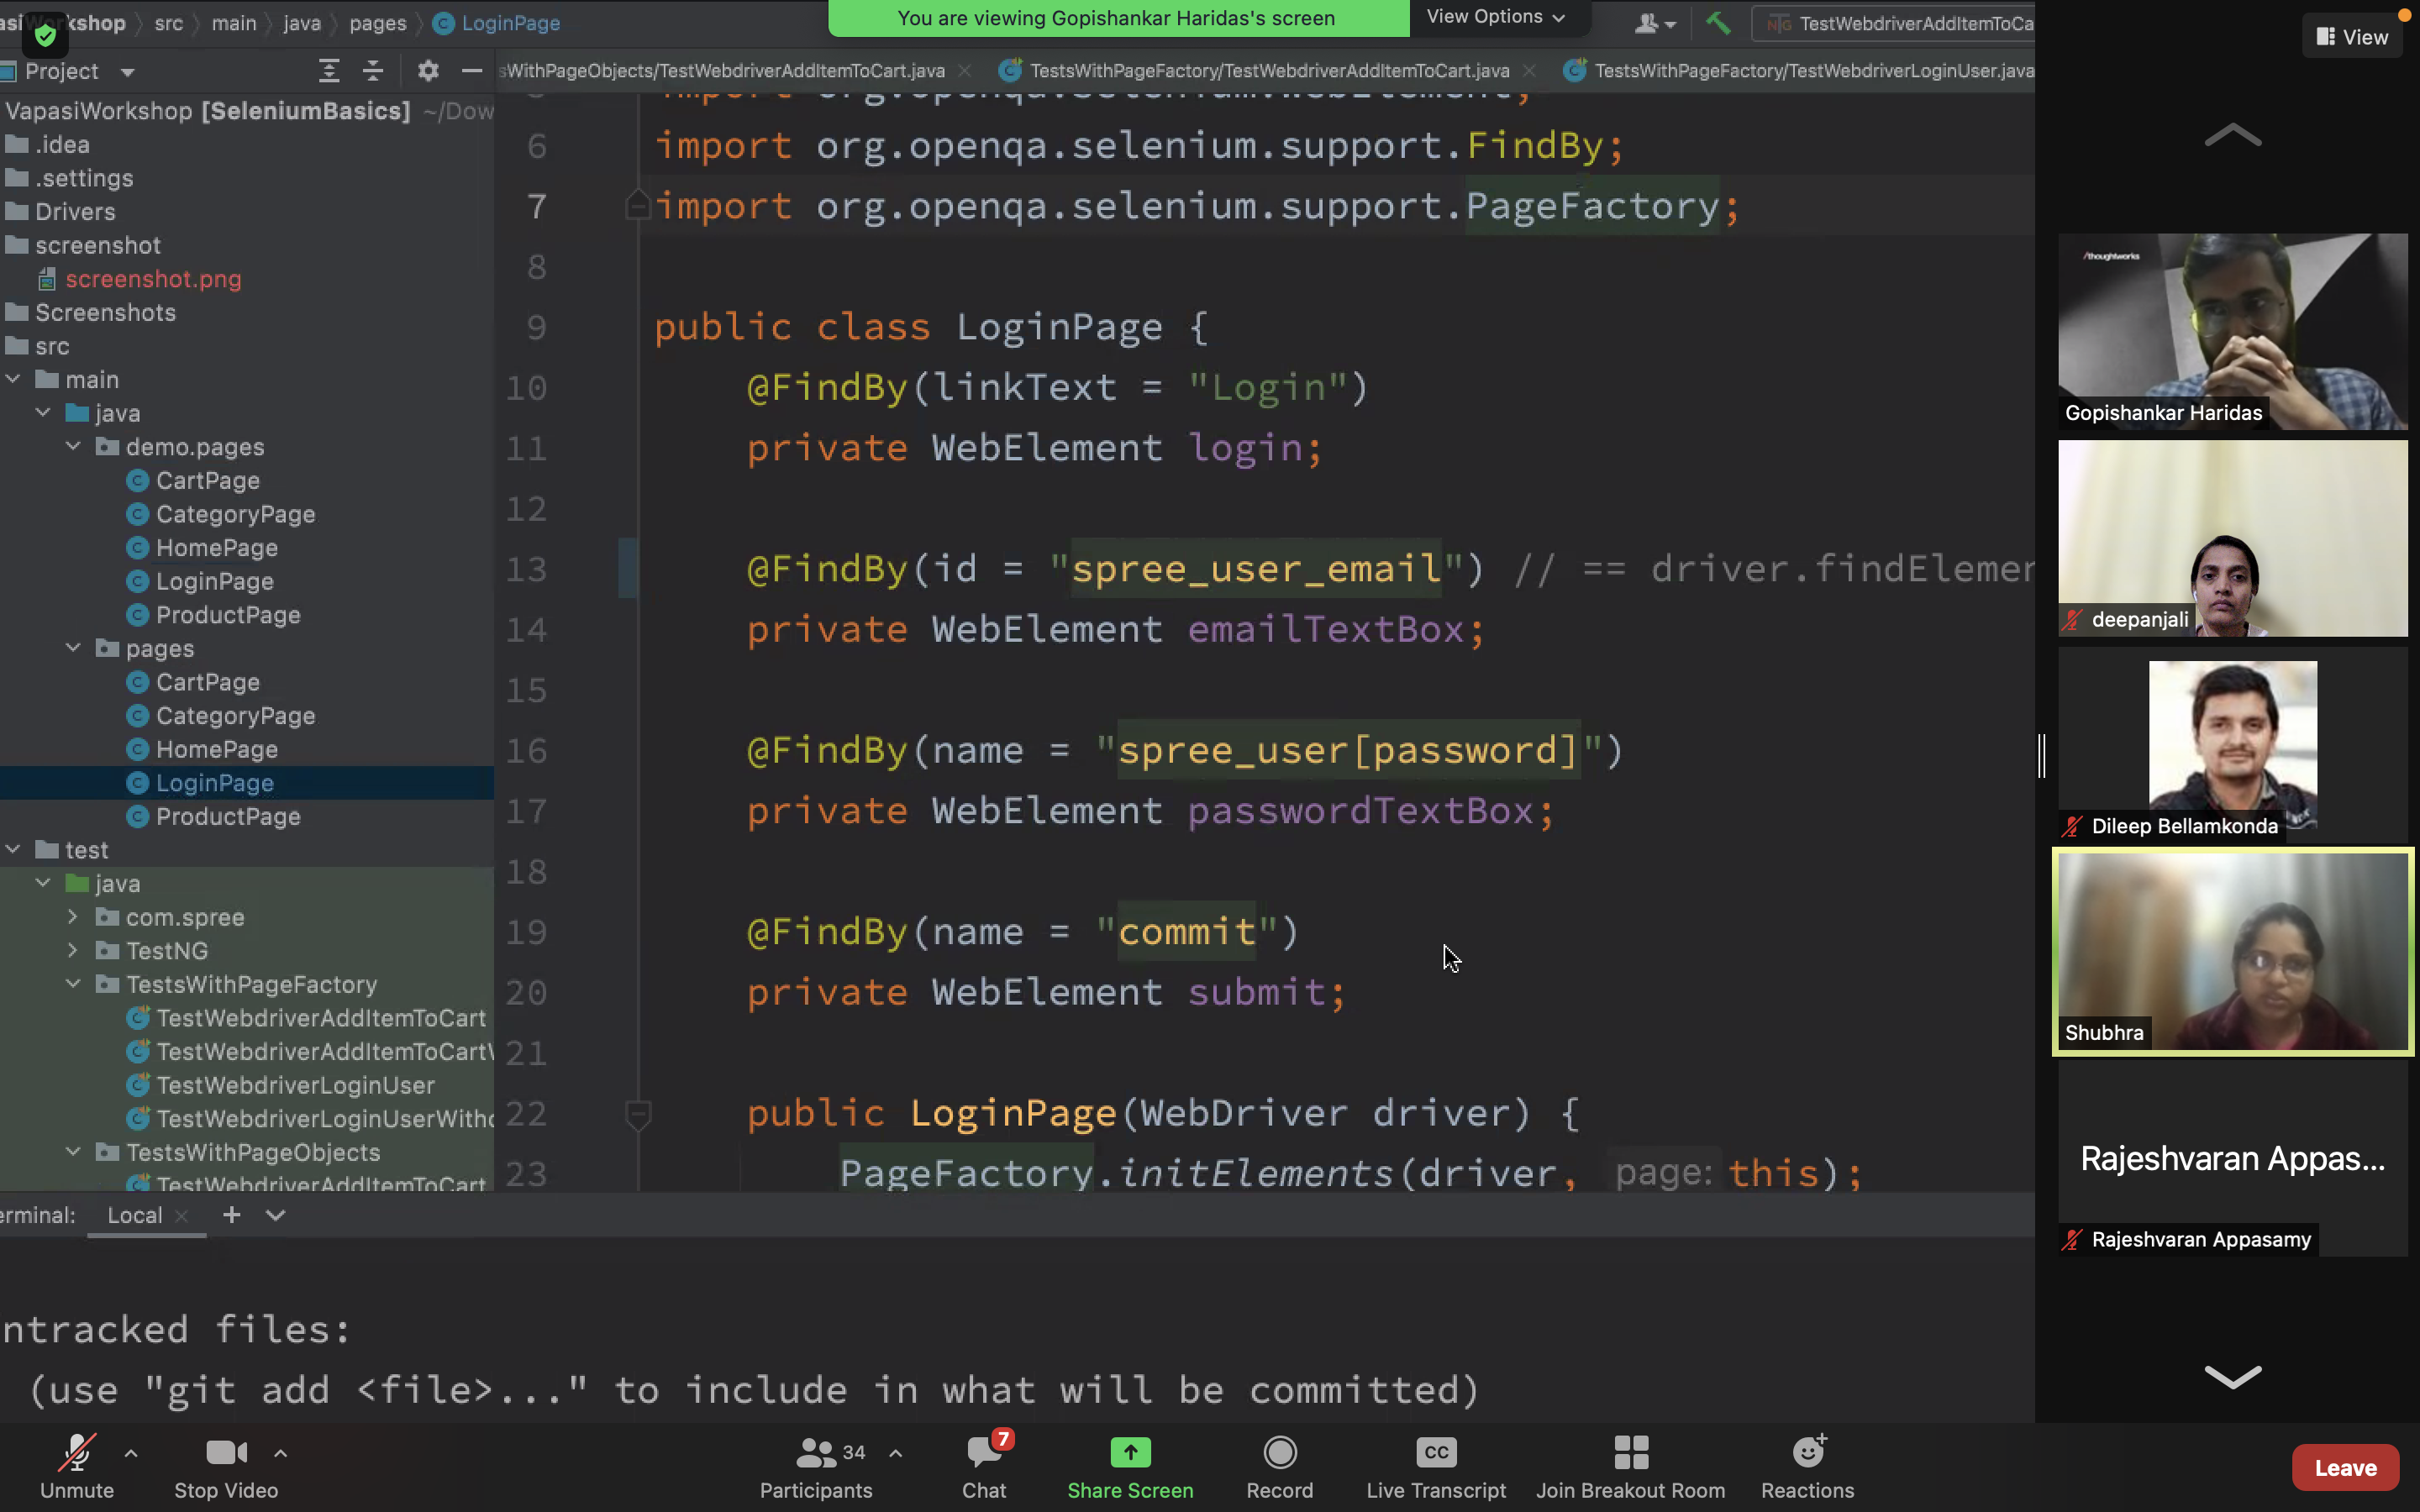 kshop src main java pages LoginPage
You are viewing Gopishankar Haridas's screen View Options
TestWebdriverAddItemToCa
View
Project
sWithPageObjects/TestWebdriverAddItemToCart.java TestsWithPageFactory/TestWebdriverAddItemToCart.java TestsWithPageFactory/TestWebdriverLoginUser.java
VapasiWorkshop [SeleniumBasics] ~/Dow
.idea
.settings
Drivers
screenshot
screenshot.png
Screenshots
src
main
java
demo.pages
CartPage
CategoryPage
HomePage
LoginPage
ProductPage
pages
CartPage
CategoryPage
HomePage
LoginPage
ProductPage
test
java
com.spree
TestNG
TestsWithPageFactory
TestWebdriverAddItemToCart
TestWebdriverAddItemToCartW
TestWebdriverLoginUser
TestWebdriverLoginUserWitho
TestsWithPageObjects
TestWebdriverAddItemToCart
import org.openqa.selenium.WebElement;
6 import org.openqa.selenium.support.FindBy;
7 import org.openqa.selenium.support.PageFactory;
8
9 public class LoginPage {
10 @FindBy(linkText = "Login")
11 private WebElement login;
12
13 @FindBy(id = "spree_user_email") // == driver.findElemen
14 private WebElement emailTextBox;
15
16 @FindBy(name = "spree_user[password]")
17 private WebElement passwordTextBox;
18
19 @FindBy(name = "commit")
20 private WebElement submit;
21
22 public LoginPage(WebDriver driver) {
23 PageFactory.initElements(driver, page: this);
erminal: Local
ntracked files:
(use "git add <file>..." to include in what will be committed)
/thoughtworks
Gopishankar Haridas
deepanjali
Dileep Bellamkonda
Shubhra
Rajeshvaran Appas...
Rajeshvaran Appasamy
34
7
CC
Unmute Stop Video Participants Chat Share Screen Record Live Transcript Join Breakout Room Reactions
Leave